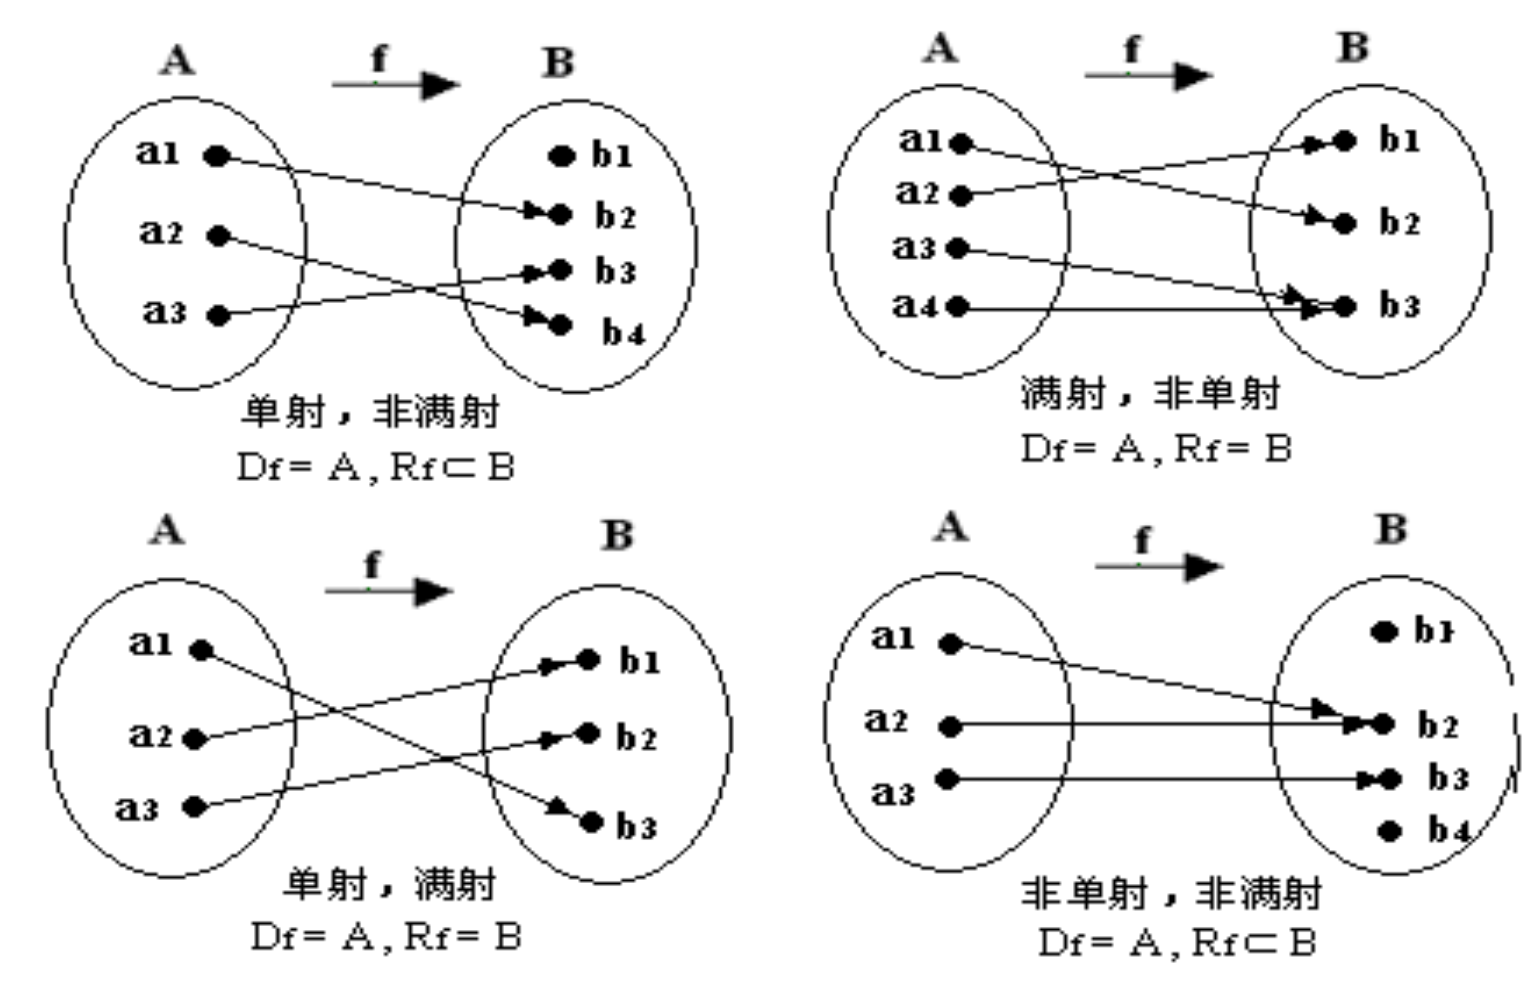 A f B
a1 b1
a2 b2
a3 b3
b4
单射，非满射
Df= A , Rf⊂ B
A f B
a1 b1
a2 b2
a3 b3
a4
满射，非单射
Df= A , Rf= B
A f B
a1 b1
a2 b2
a3 b3
单射，满射
Df= A , Rf= B
A f B
a1 b1
a2 b2
a3 b3
b4
非单射，非满射
Df= A , Rf⊂ B